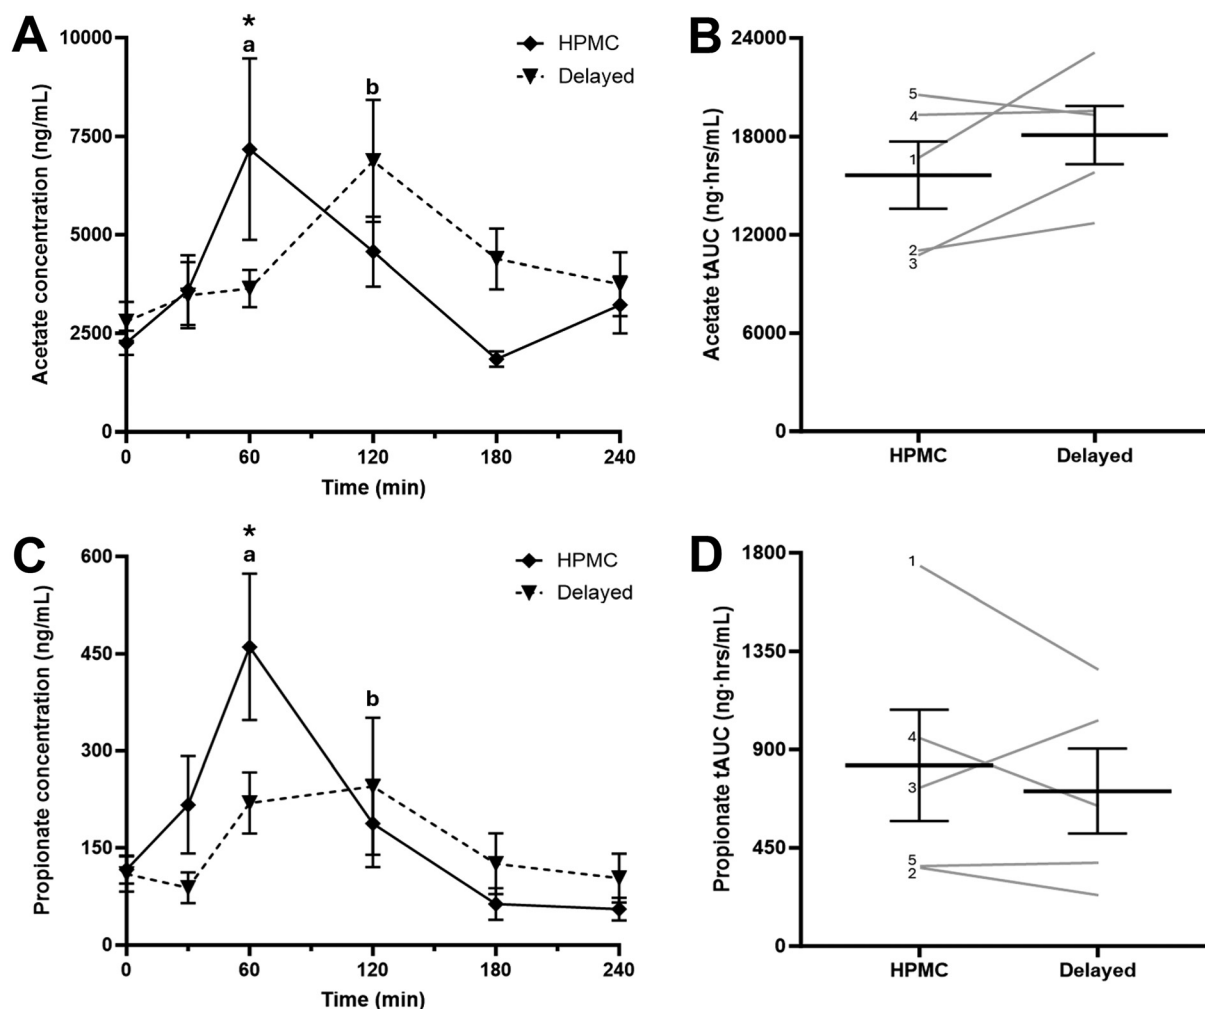 A
*
a
b
HPMC
Delayed
10000
7500
5000
2500
0
Acetate concentration (ng/mL)
0 60 120 180 240
Time (min)
B
24000
18000
12000
6000
0
Acetate tAUC (ng·hrs/mL)
5
4
1
2
3
HPMC Delayed
C
*
a
b
HPMC
Delayed
600
450
300
150
0
Propionate concentration (ng/mL)
0 60 120 180 240
Time (min)
D
1800
1350
900
450
0
Propionate tAUC (ng·hrs/mL)
1
4
3
5
2
HPMC Delayed